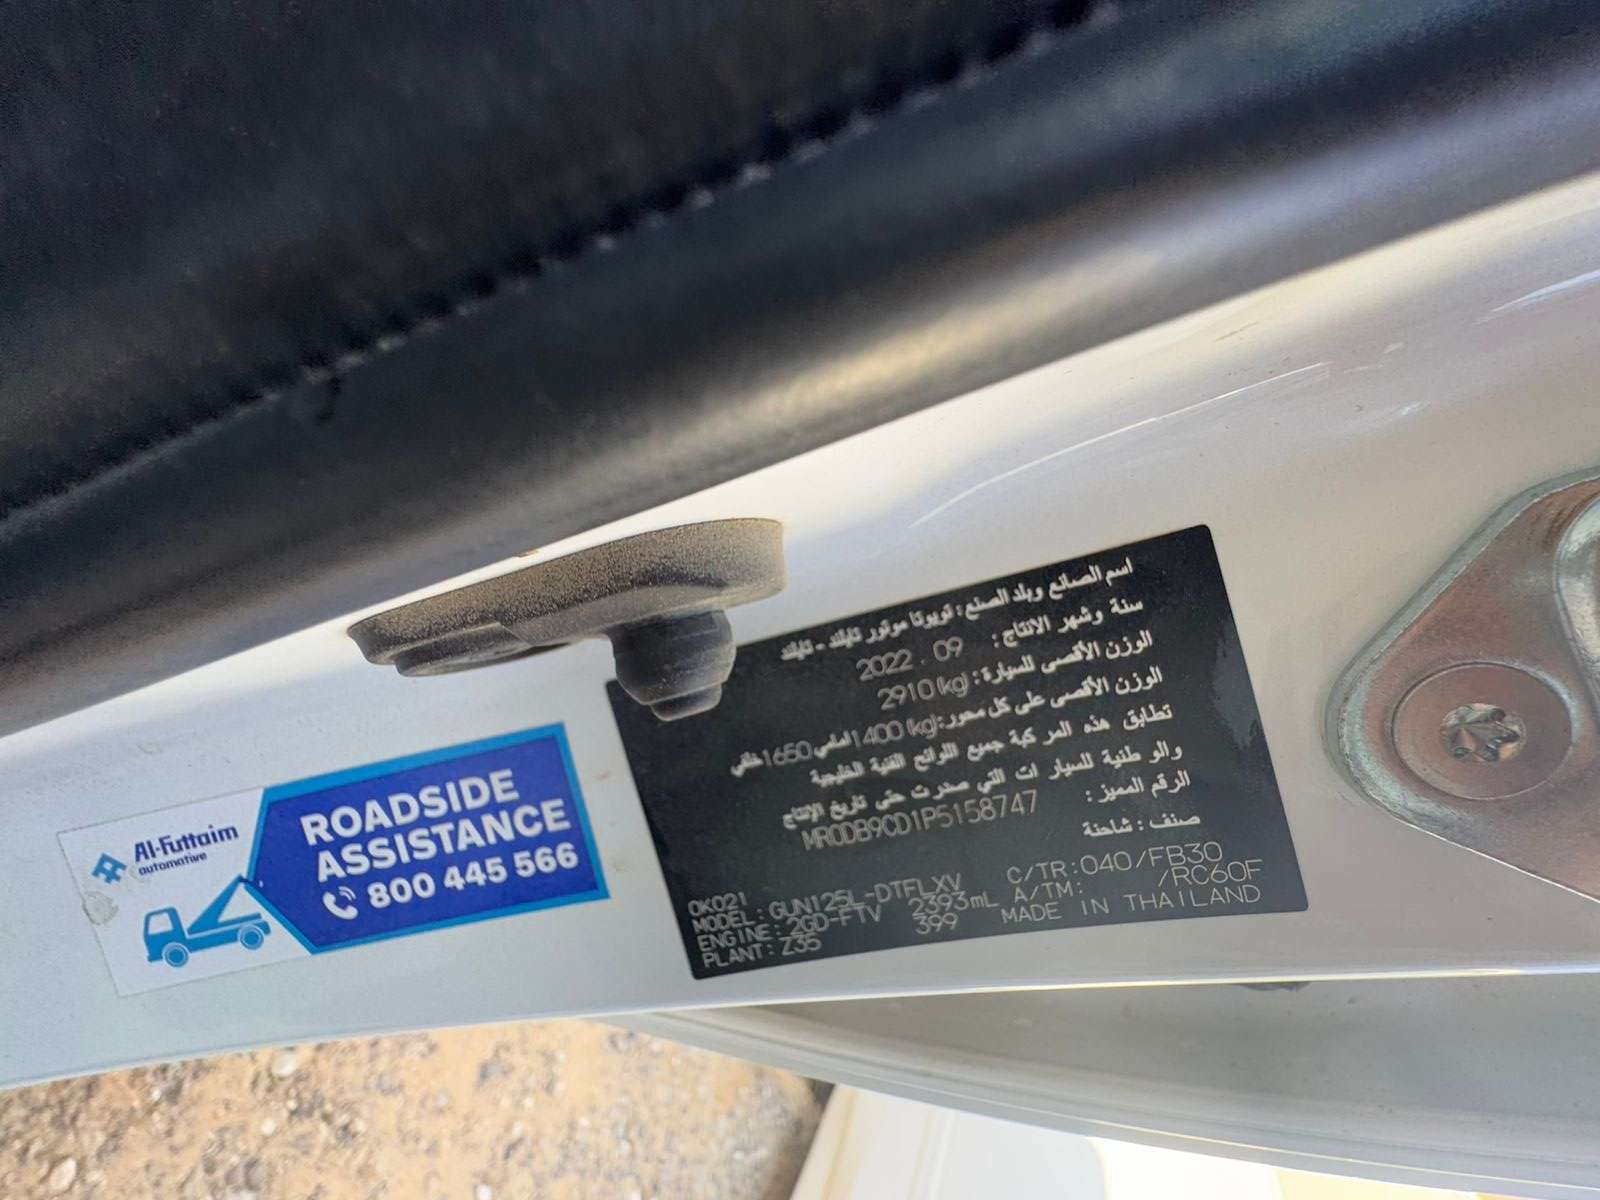 Al-Futtaim
automotive
ROADSIDE
ASSISTANCE
800 445 566
اسم الصانع وبلد الصنع: تويوتا موتور تايلند - تايلند
سنة وشهر الانتاج: 2022 . 09
الوزن الأقصى للسيارة: 2910 (kg)
الوزن الأقصى على كل محور: (kg) 1400 امامي 1650 خلفي
تطابق هذه المركبة جميع اللوائح الفنية الخليجية
والوطنية للسيارات التي صدرت حتى تاريخ الإنتاج
الرقم المميز: MR0DB9CD1P5158747
صنف: شاحنة
0K021
MODEL: GUN125L-DTFLXV C/TR: 040/FB30
ENGINE: 2GD-FTV 2393mL A/TM: /RC60F
PLANT: Z35 399 MADE IN THAILAND